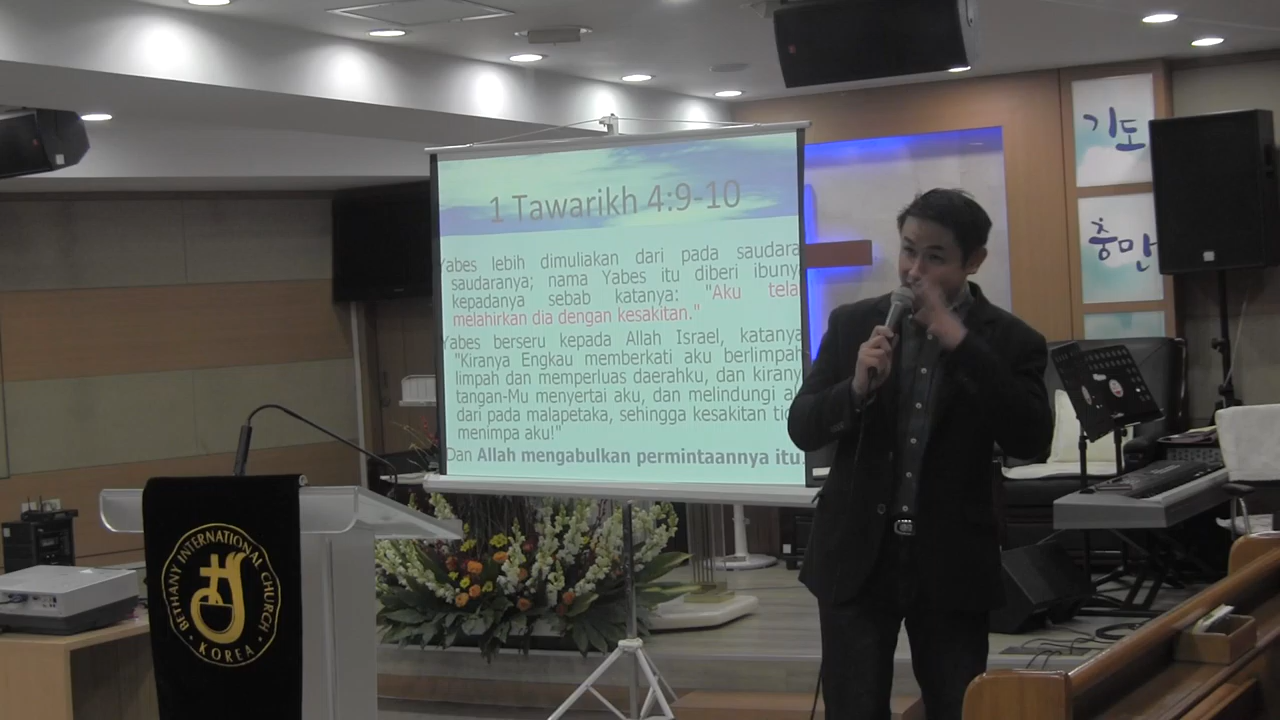 1 Tawarikh 4:9-10
Yabes lebih dimuliakan dari pada saudara
saudaranya; nama Yabes itu diberi ibuny
kepadanya sebab katanya: "Aku tela
melahirkan dia dengan kesakitan."
Yabes berseru kepada Allah Israel, katanya
"Kiranya Engkau memberkati aku berlimpah
limpah dan memperluas daerahku, dan kirany
tangan-Mu menyertai aku, dan melindungi ak
dari pada malapetaka, sehingga kesakitan tid
menimpa aku!"
Dan Allah mengabulkan permintaannya itu.
기도
충만
BETHANY INTERNATIONAL CHURCH
KOREA